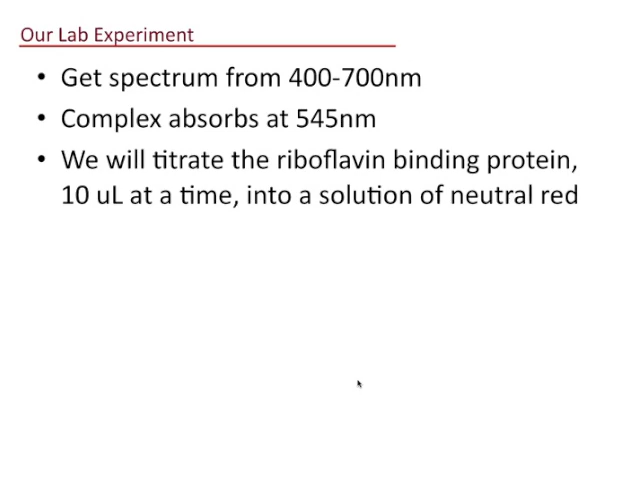 Our Lab Experiment
• Get spectrum from 400-700nm
• Complex absorbs at 545nm
• We will titrate the riboflavin binding protein,
10 uL at a time, into a solution of neutral red